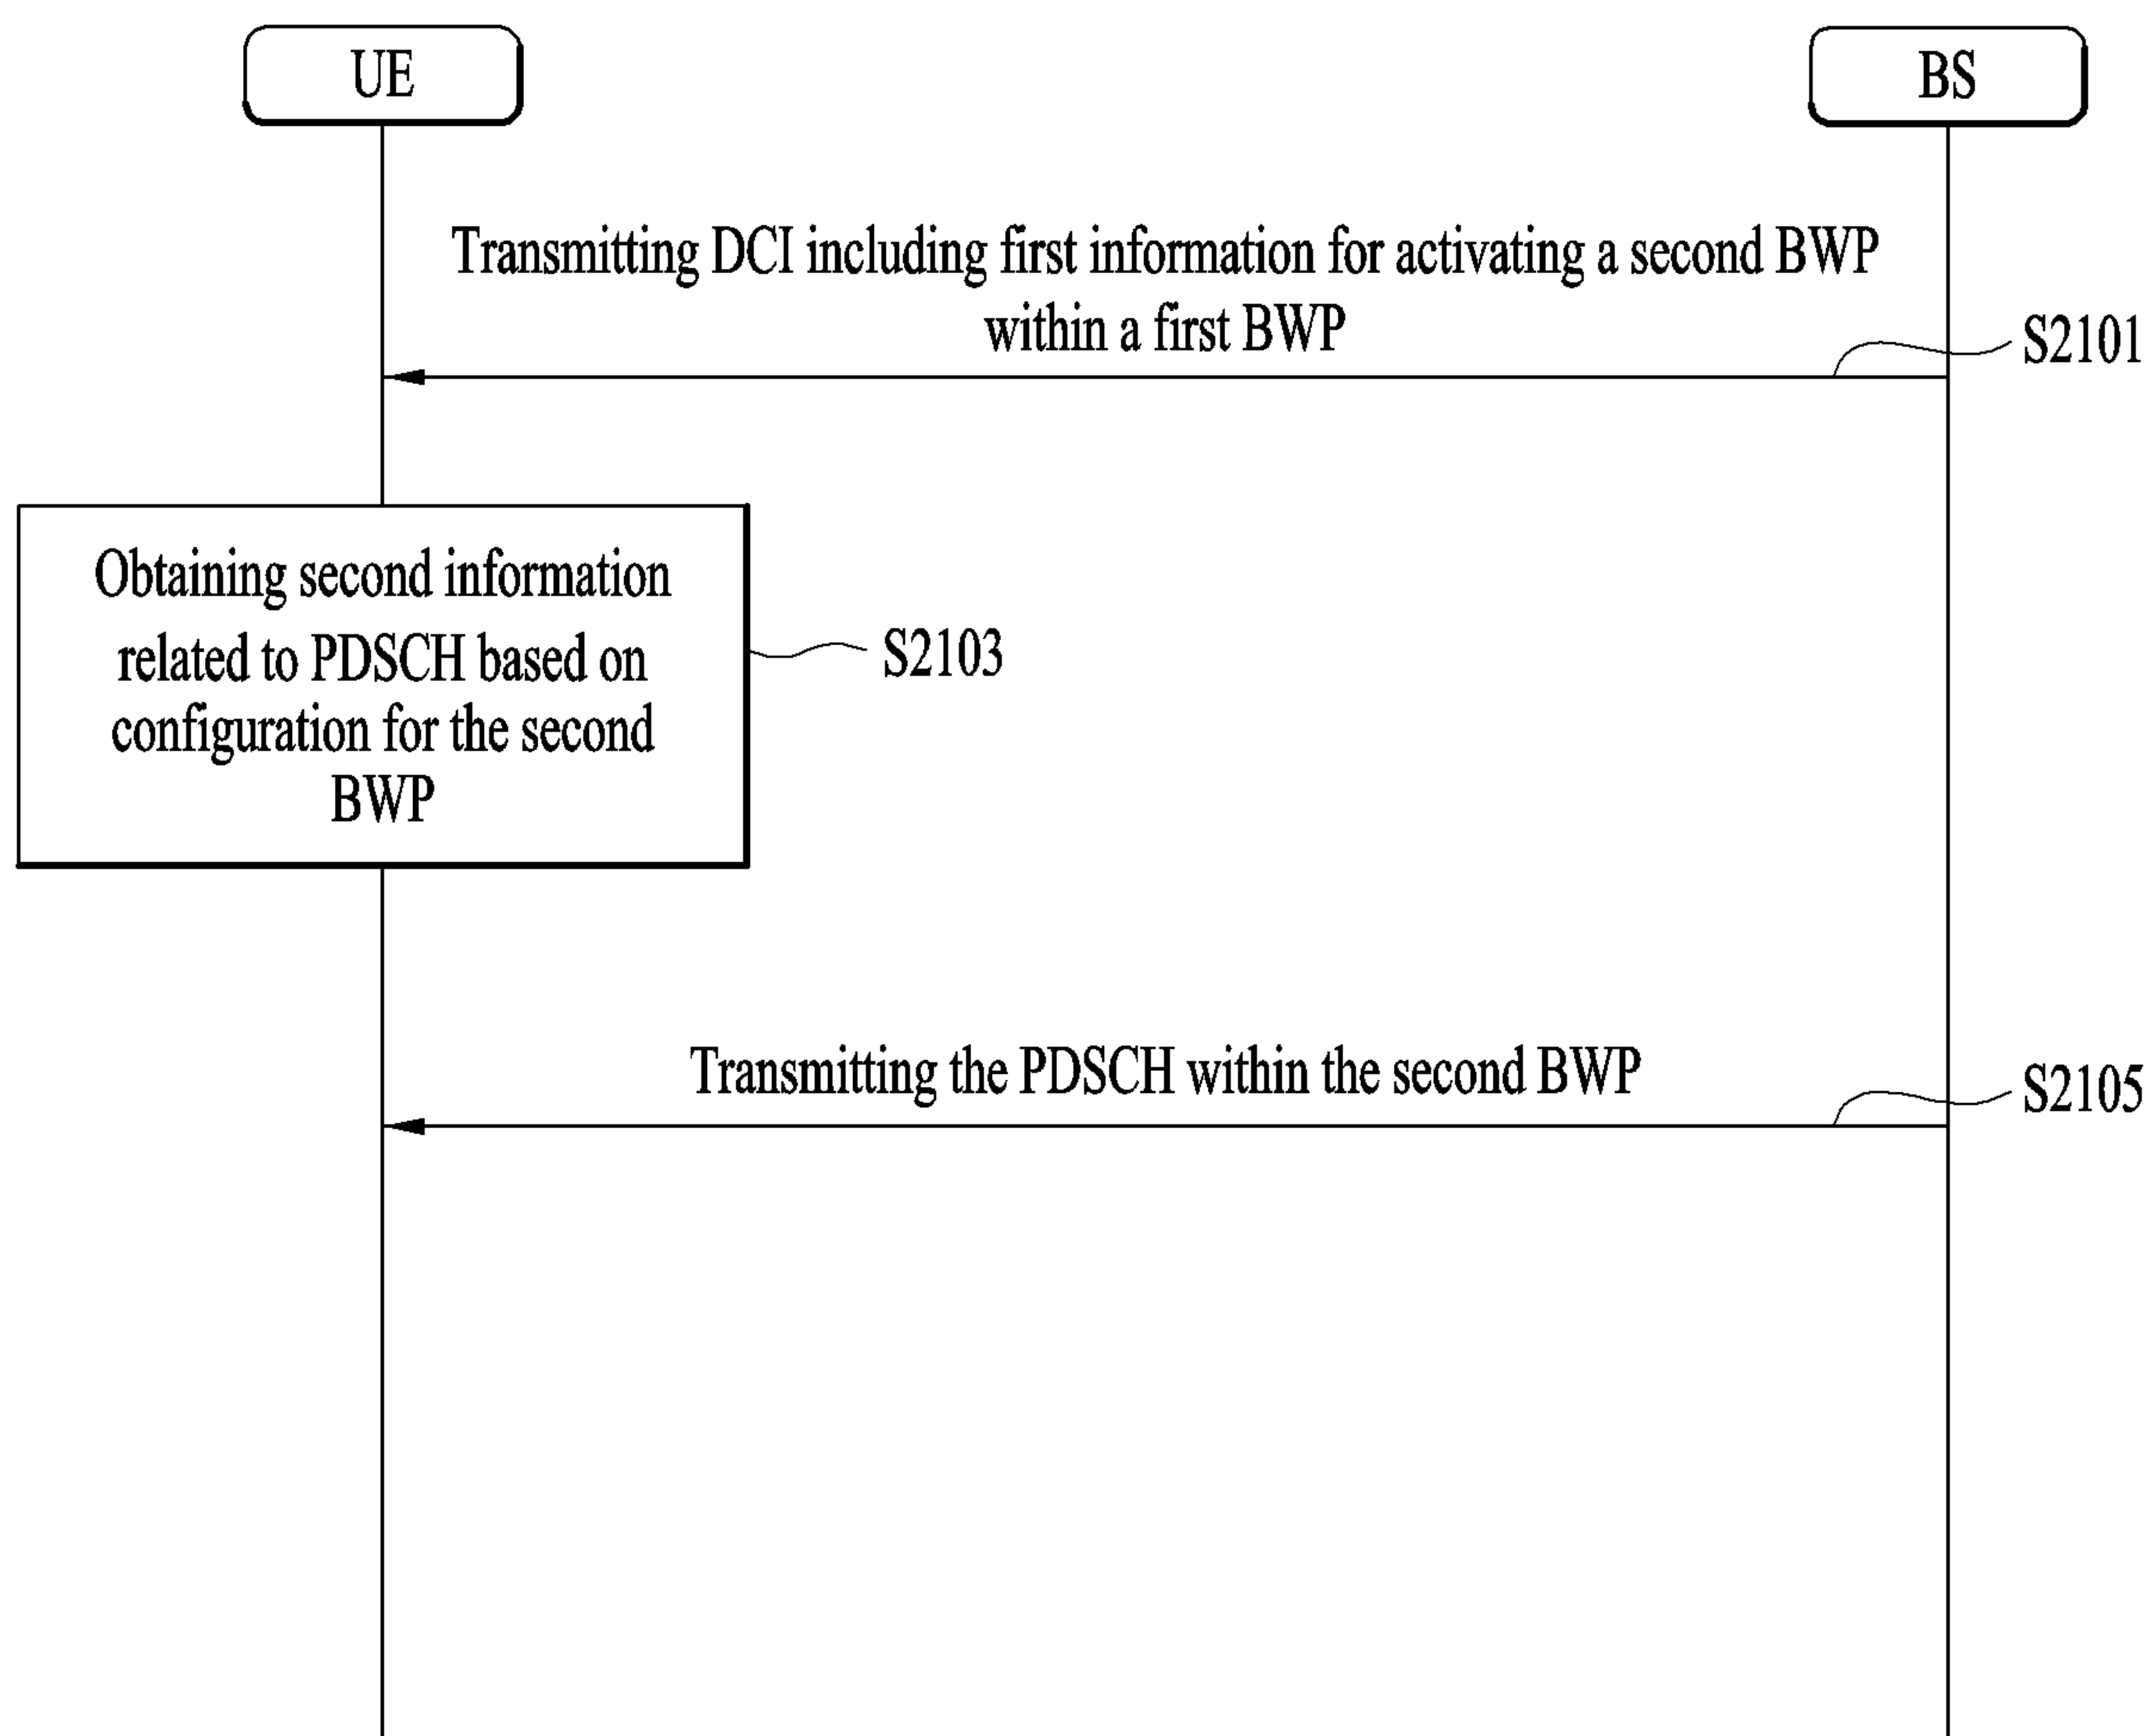 UE
BS
Transmitting DCI including first information for activating a second BWP
within a first BWP
S2101
Obtaining second information
related to PDSCH based on
configuration for the second
BWP
S2103
Transmitting the PDSCH within the second BWP
S2105